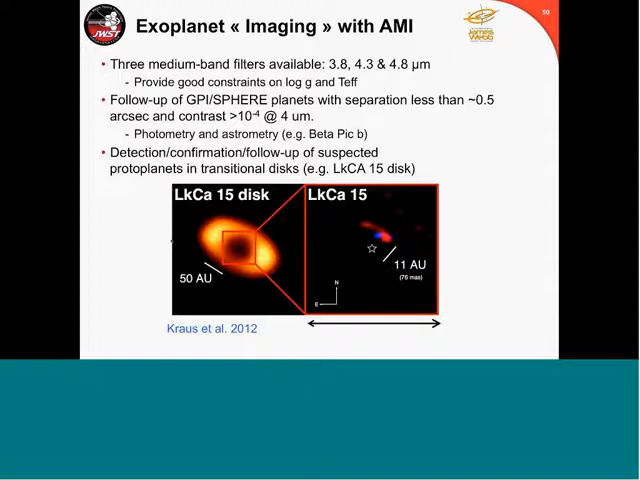 50
JWST
Exoplanet « Imaging » with AMI
• Three medium-band filters available: 3.8, 4.3 & 4.8 μm
- Provide good constraints on log g and Teff
• Follow-up of GPI/SPHERE planets with separation less than ~0.5
arcsec and contrast >10-4 @ 4 um.
- Photometry and astrometry (e.g. Beta Pic b)
• Detection/confirmation/follow-up of suspected
protoplanets in transitional disks (e.g. LkCA 15 disk)
LkCa 15 disk
LkCa 15
50 AU
11 AU
(76 mas)
N
E
Kraus et al. 2012